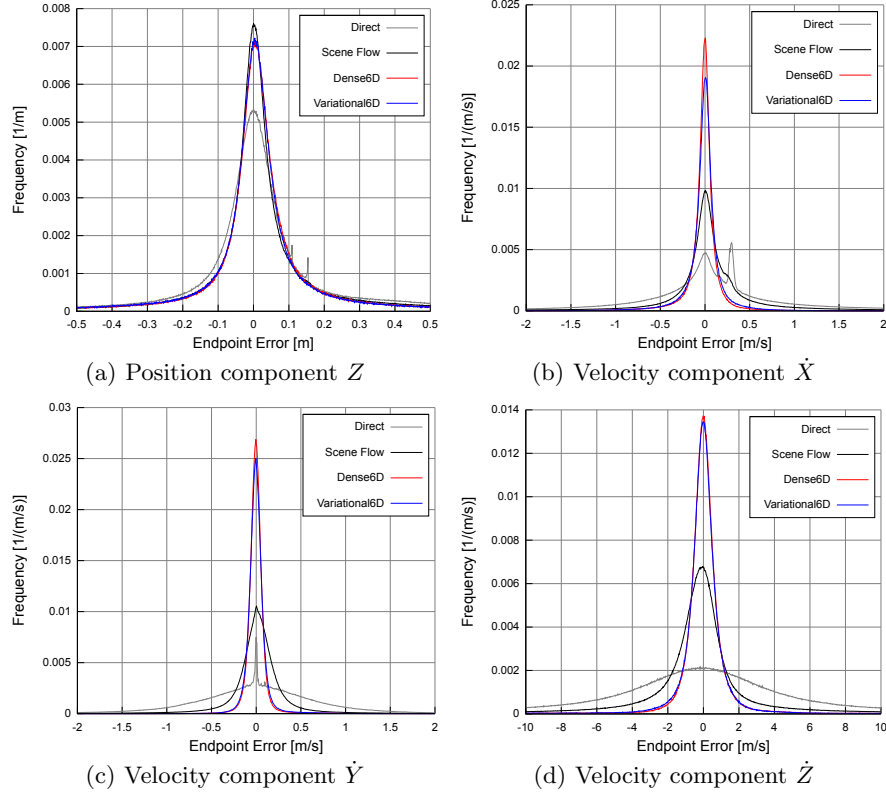 Frequency [1/m]
0.008
0.007
0.006
0.005
0.004
0.003
0.002
0.001
0
-0.5 -0.4 -0.3 -0.2 -0.1 0 0.1 0.2 0.3 0.4 0.5
Endpoint Error [m]
Direct
Scene Flow
Dense6D
Variational6D
(a) Position component Z
Frequency [1/(m/s)]
0.025
0.02
0.015
0.01
0.005
0
-2 -1.5 -1 -0.5 0 0.5 1 1.5 2
Endpoint Error [m/s]
Direct
Scene Flow
Dense6D
Variational6D
(b) Velocity component Ẋ
Frequency [1/(m/s)]
0.03
0.025
0.02
0.015
0.01
0.005
0
-2 -1.5 -1 -0.5 0 0.5 1 1.5 2
Endpoint Error [m/s]
Direct
Scene Flow
Dense6D
Variational6D
(c) Velocity component Ẏ
Frequency [1/(m/s)]
0.014
0.012
0.01
0.008
0.006
0.004
0.002
0
-10 -8 -6 -4 -2 0 2 4 6 8 10
Endpoint Error [m/s]
Direct
Scene Flow
Dense6D
Variational6D
(d) Velocity component Ż